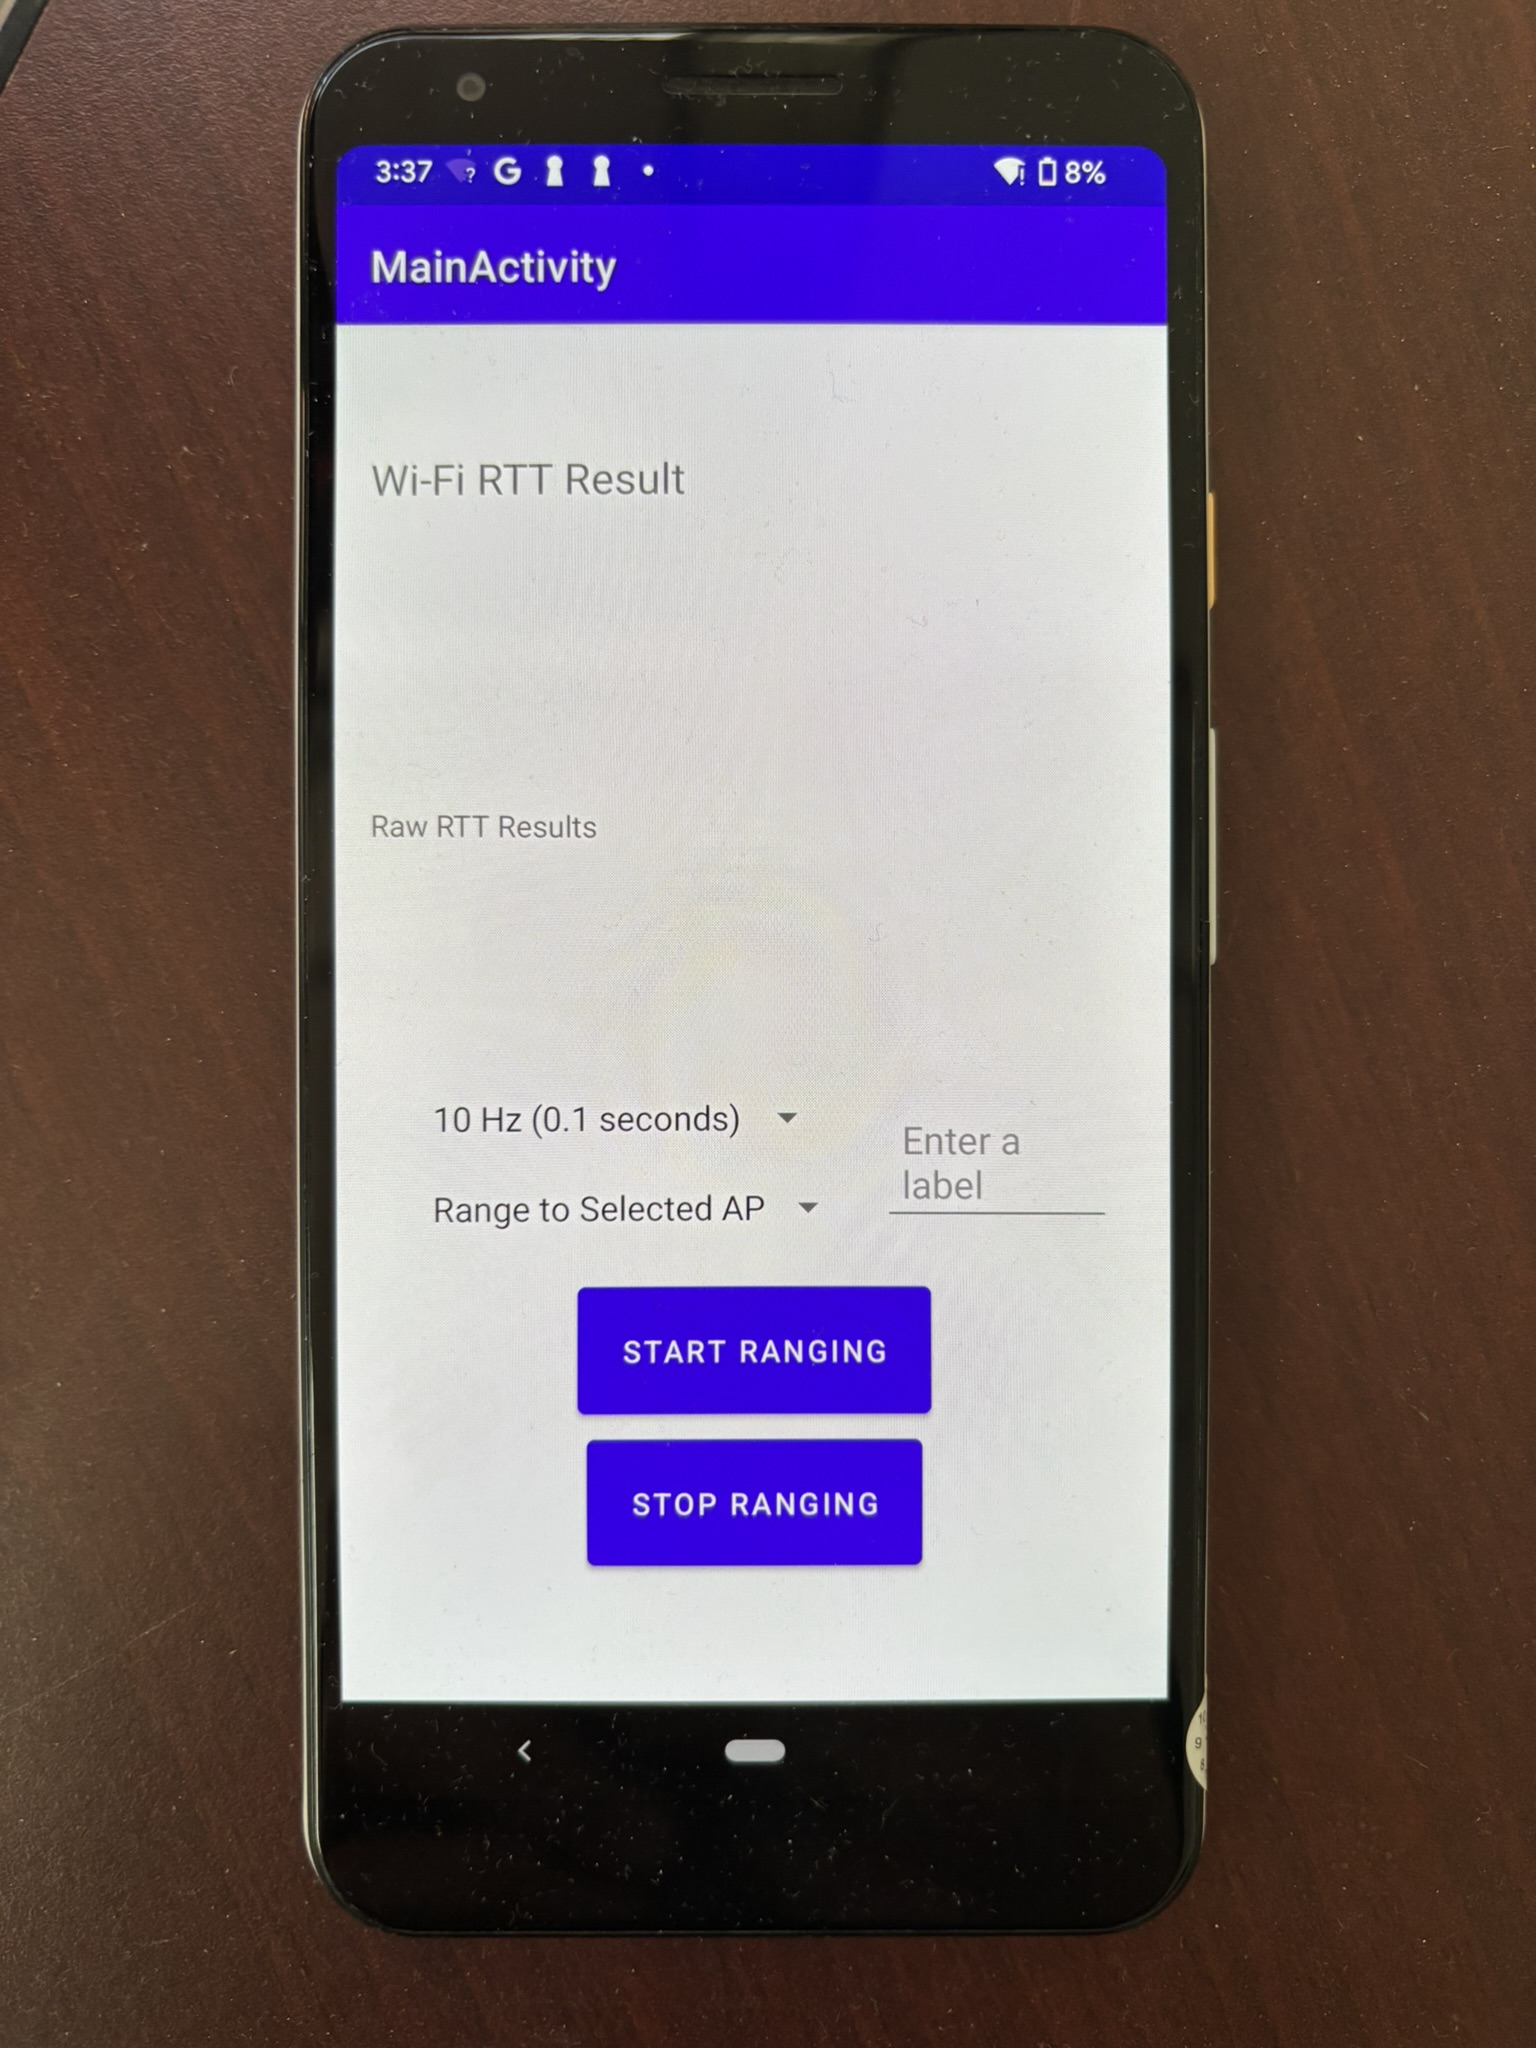 3:37 ? G 8%
MainActivity
Wi-Fi RTT Result
Raw RTT Results
10 Hz (0.1 seconds)
Enter a
label
Range to Selected AP
START RANGING
STOP RANGING